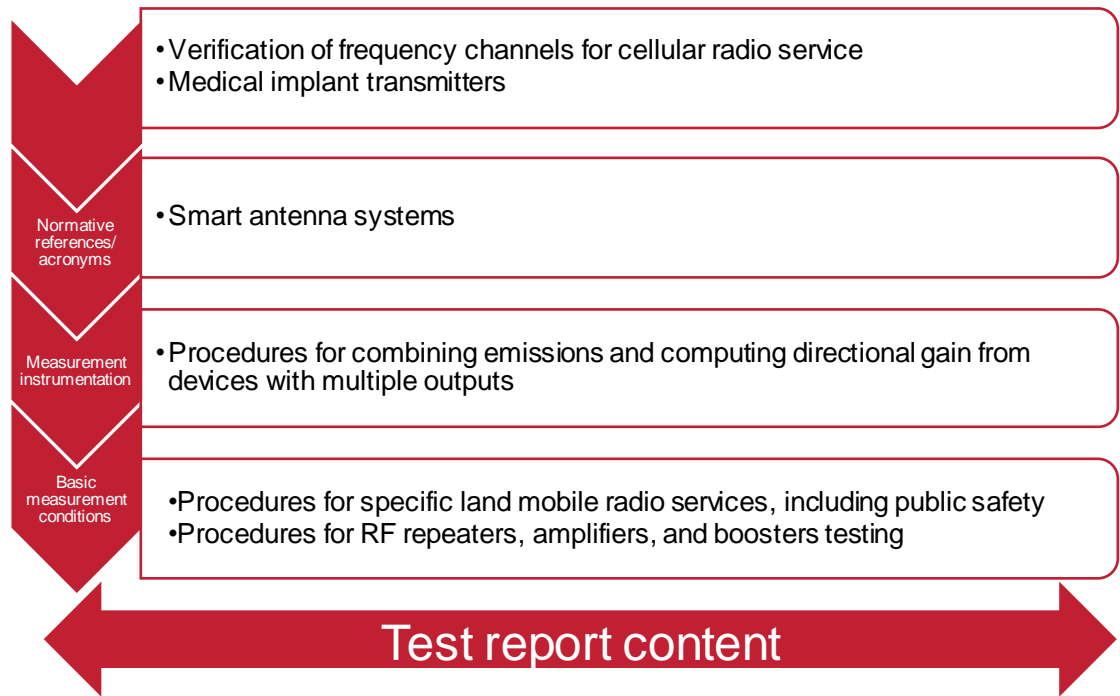 •Verification of frequency channels for cellular radio service
•Medical implant transmitters
Normative
references/
acronyms
•Smart antenna systems
Measurement
instrumentation
•Procedures for combining emissions and computing directional gain from
devices with multiple outputs
Basic
measurement
conditions
•Procedures for specific land mobile radio services, including public safety
•Procedures for RF repeaters, amplifiers, and boosters testing
Test report content